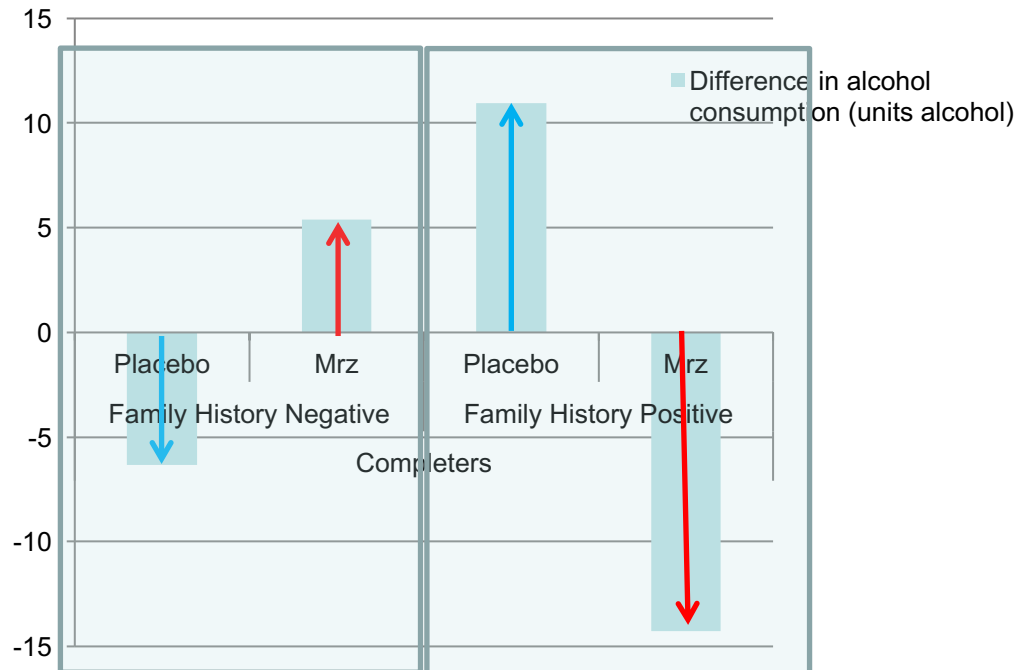 15
10
5
0
-5
-10
-15
Difference in alcohol
consumption (units alcohol)
Placebo
Mrz
Placebo
Mrz
Family History Negative
Family History Positive
Completers